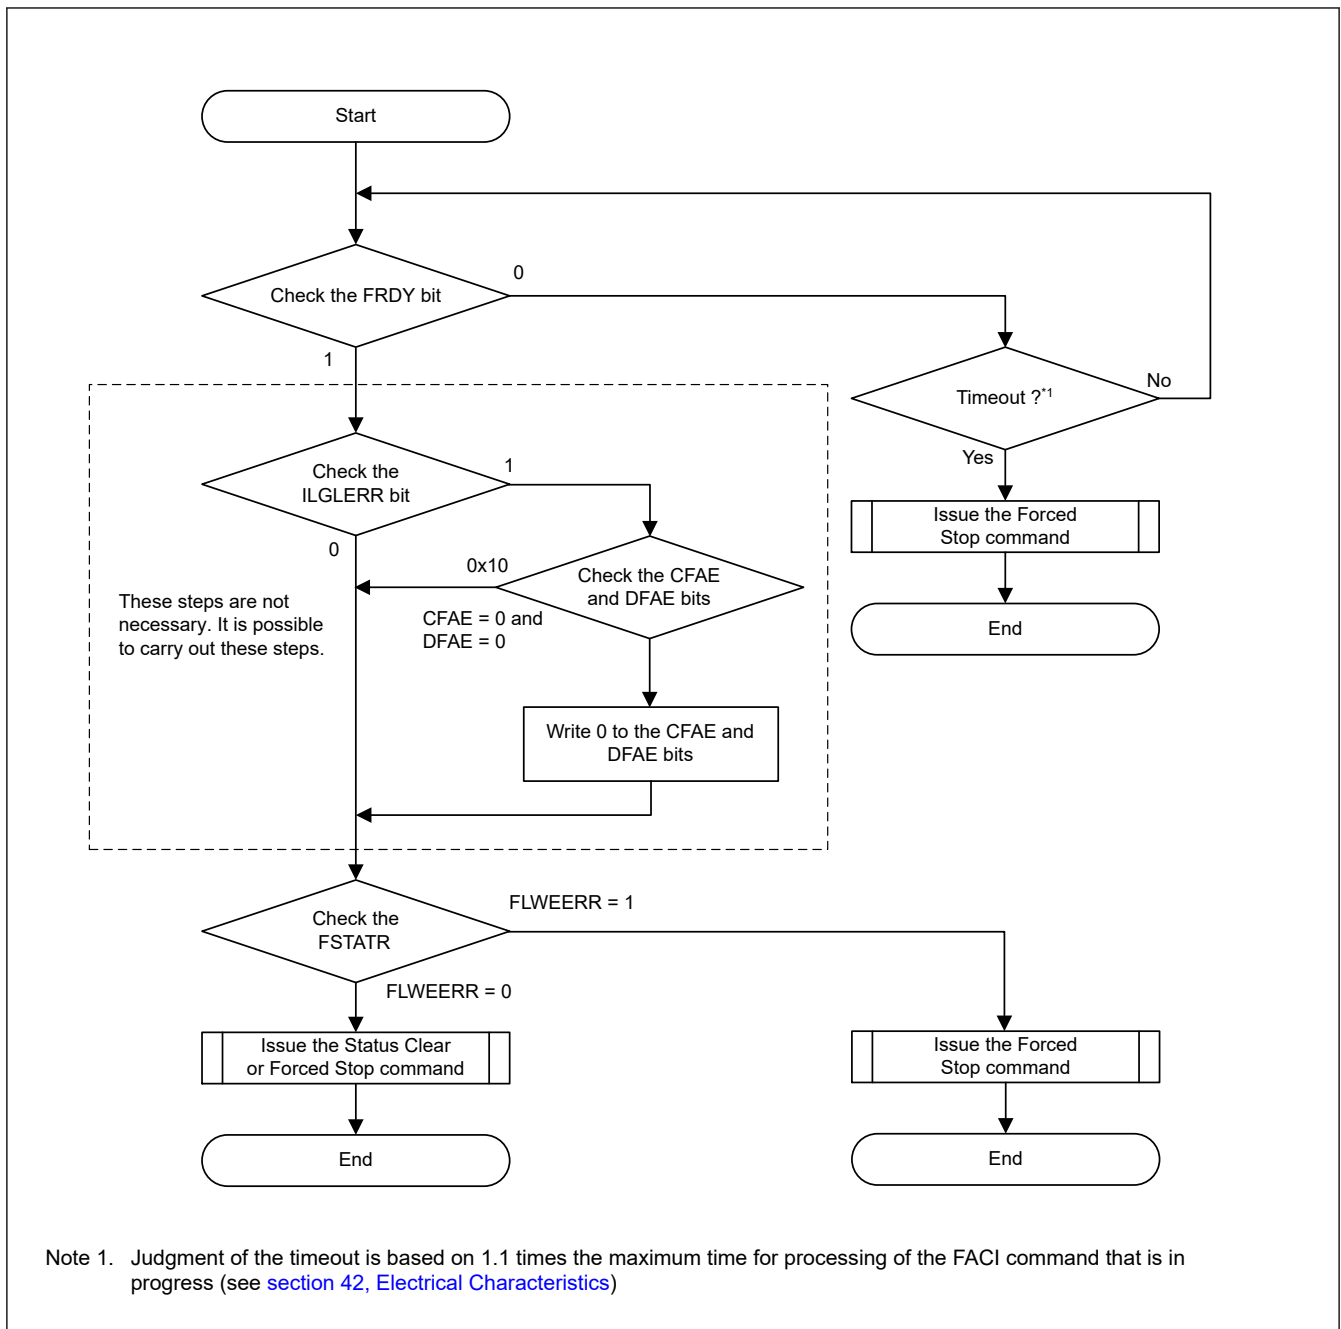 Start
0
Check the FRDY bit
1
Timeout ?*1
No
Yes
Check the
ILGLERR bit
1
0
Issue the Forced
Stop command
0x10
Check the CFAE
and DFAE bits
CFAE = 0 and
DFAE = 0
These steps are not
necessary. It is possible
to carry out these steps.
End
Write 0 to the CFAE and
DFAE bits
Check the
FSTATR
FLWEERR = 1
FLWEERR = 0
Issue the Status Clear
or Forced Stop command
Issue the Forced
Stop command
End
End
Note 1. Judgment of the timeout is based on 1.1 times the maximum time for processing of the FACI command that is in
progress (see section 42, Electrical Characteristics)